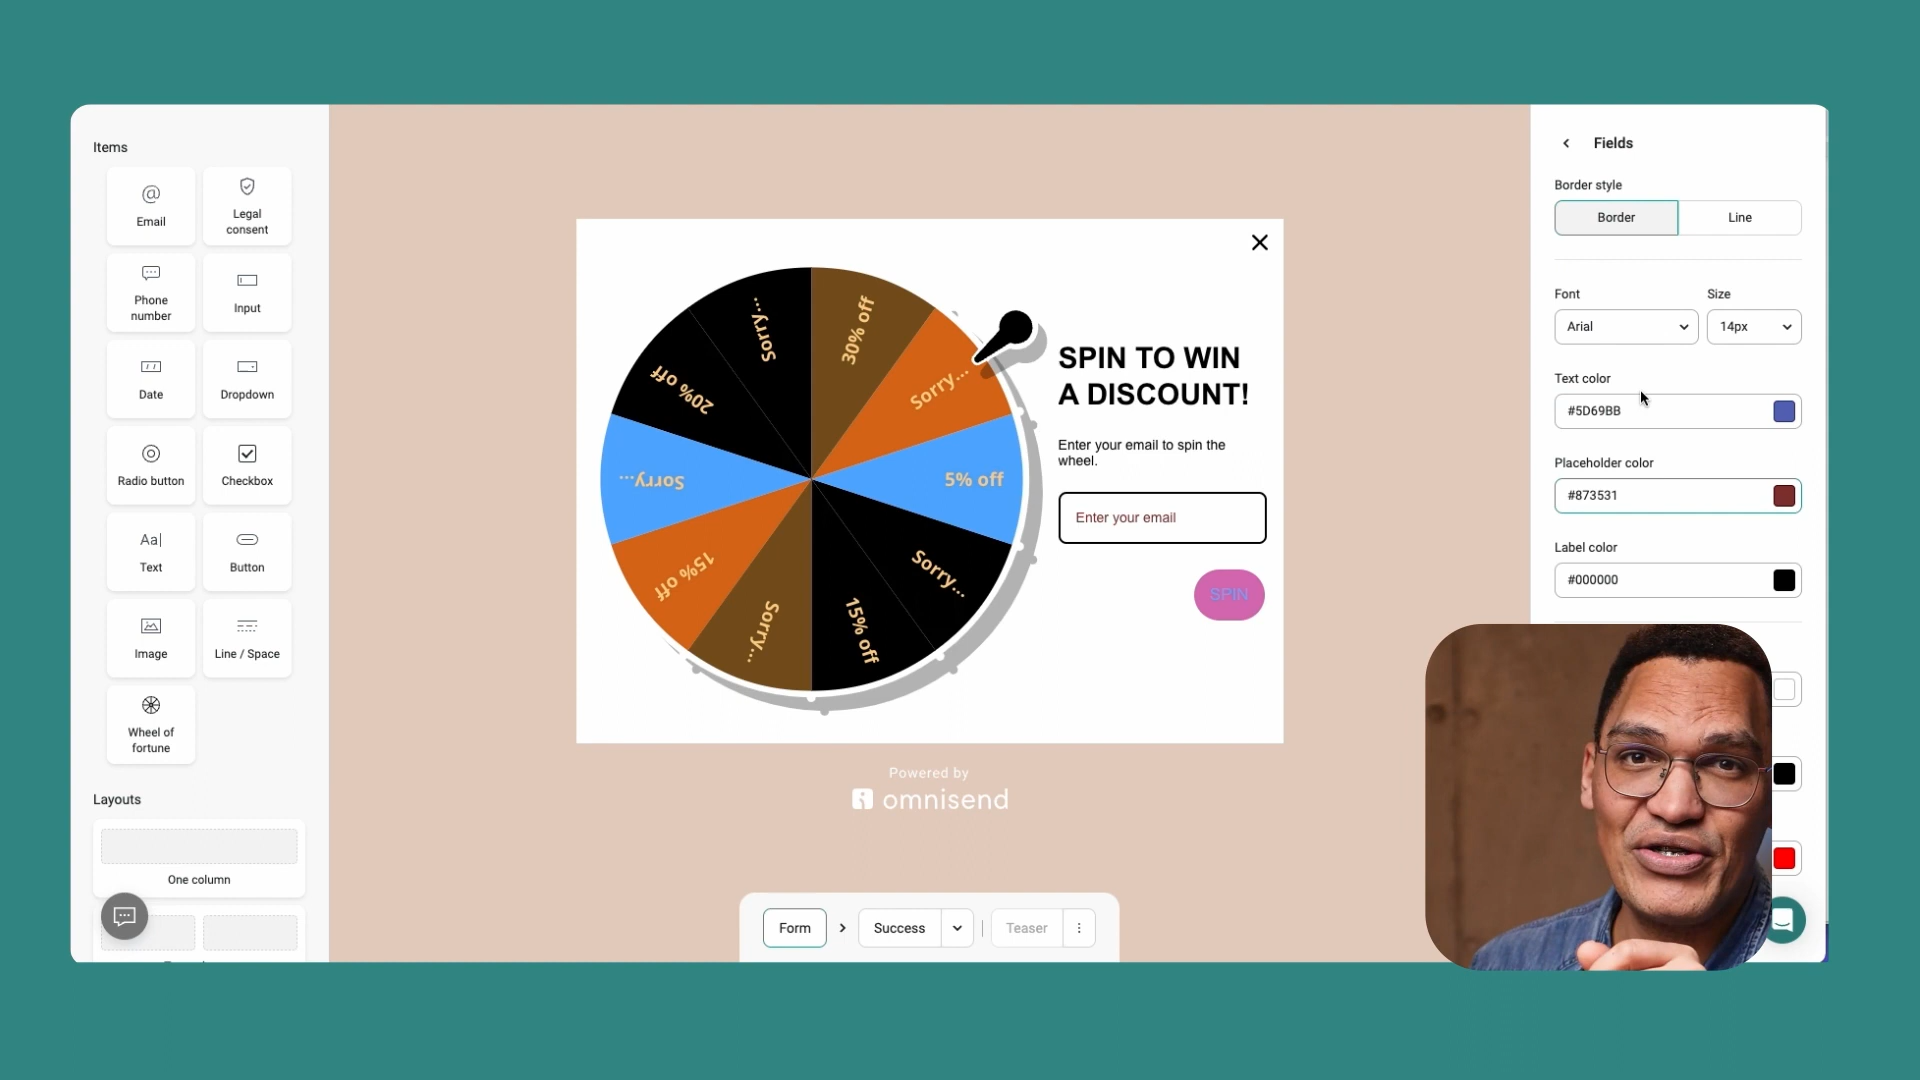 Items
Email
Legal
consent
Phone
number
Input
Date
Dropdown
Radio button
Checkbox
Aa|
Text
Button
Image
Line / Space
Wheel of
fortune
Layouts
One column
30% off
Sorry...
5% off
Sorry...
15% off
Sorry...
15% off
Sorry...
20% off
Sorry...
SPIN TO WIN
A DISCOUNT!
Enter your email to spin the
wheel.
Enter your email
SPIN
Powered by
omnisend
Form
Success
Teaser
Fields
Border style
Border
Line
Font
Size
Arial
14px
Text color
#5D69BB
Placeholder color
#873531
Label color
#000000